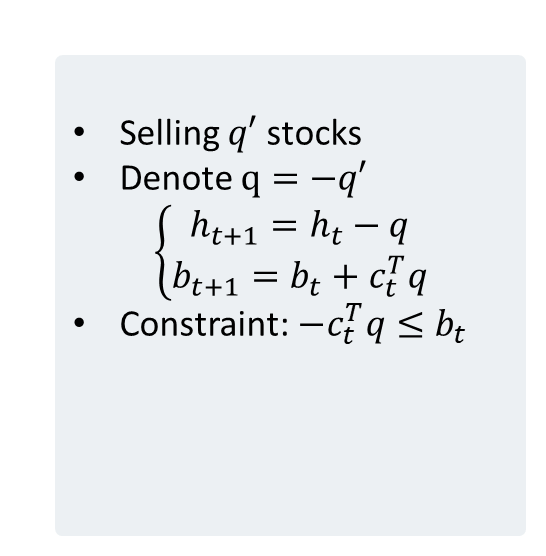 • Selling q′ stocks
• Denote q = −q′
{ h_{t+1} = h_t − q
b_{t+1} = b_t + c_t^T q
• Constraint: −c_t^T q ≤ b_t